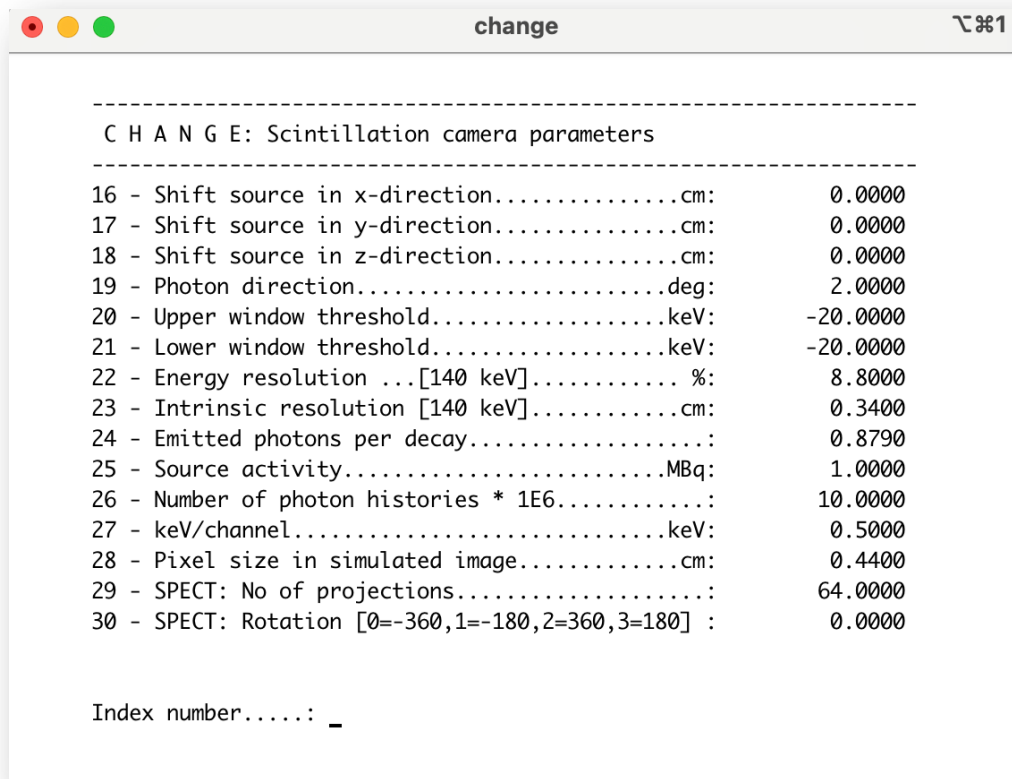 change ⌥⌘1
------------------------------------------------------------------
C H A N G E: Scintillation camera parameters
------------------------------------------------------------------
16 - Shift source in x-direction...............cm: 0.0000
17 - Shift source in y-direction...............cm: 0.0000
18 - Shift source in z-direction...............cm: 0.0000
19 - Photon direction.........................deg: 2.0000
20 - Upper window threshold...................keV: -20.0000
21 - Lower window threshold...................keV: -20.0000
22 - Energy resolution ...[140 keV]............ %: 8.8000
23 - Intrinsic resolution [140 keV]............cm: 0.3400
24 - Emitted photons per decay...................: 0.8790
25 - Source activity..........................MBq: 1.0000
26 - Number of photon histories * 1E6............: 10.0000
27 - keV/channel..............................keV: 0.5000
28 - Pixel size in simulated image.............cm: 0.4400
29 - SPECT: No of projections....................: 64.0000
30 - SPECT: Rotation [0=-360,1=-180,2=360,3=180] : 0.0000
Index number.....: _